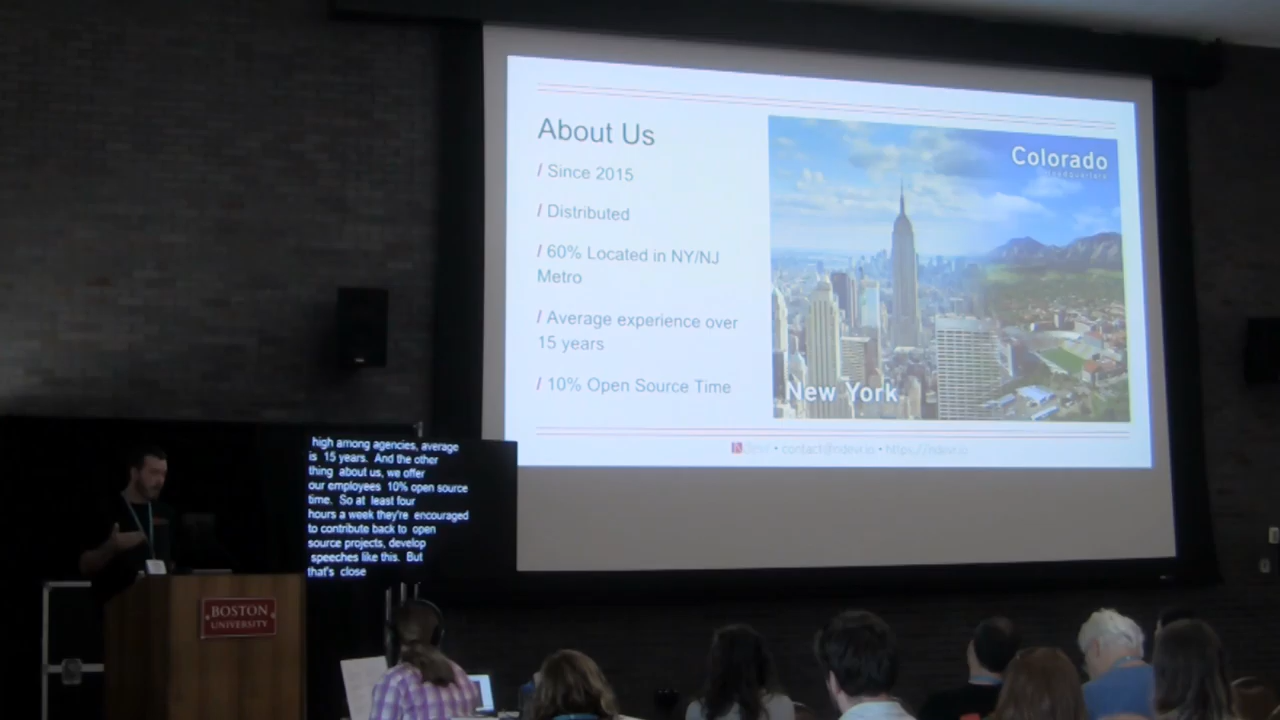 About Us
/ Since 2015
/ Distributed
/ 60% Located in NY/NJ
Metro
/ Average experience over
15 years
/ 10% Open Source Time
Colorado
Headquarters
New York
high among agencies, average
is 15 years. And the other
thing about us, we offer
our employees 10% open source
time. So at least four
hours a week they're encouraged
to contribute back to open
source projects, develop
speeches like this. But
that's close
BOSTON
UNIVERSITY